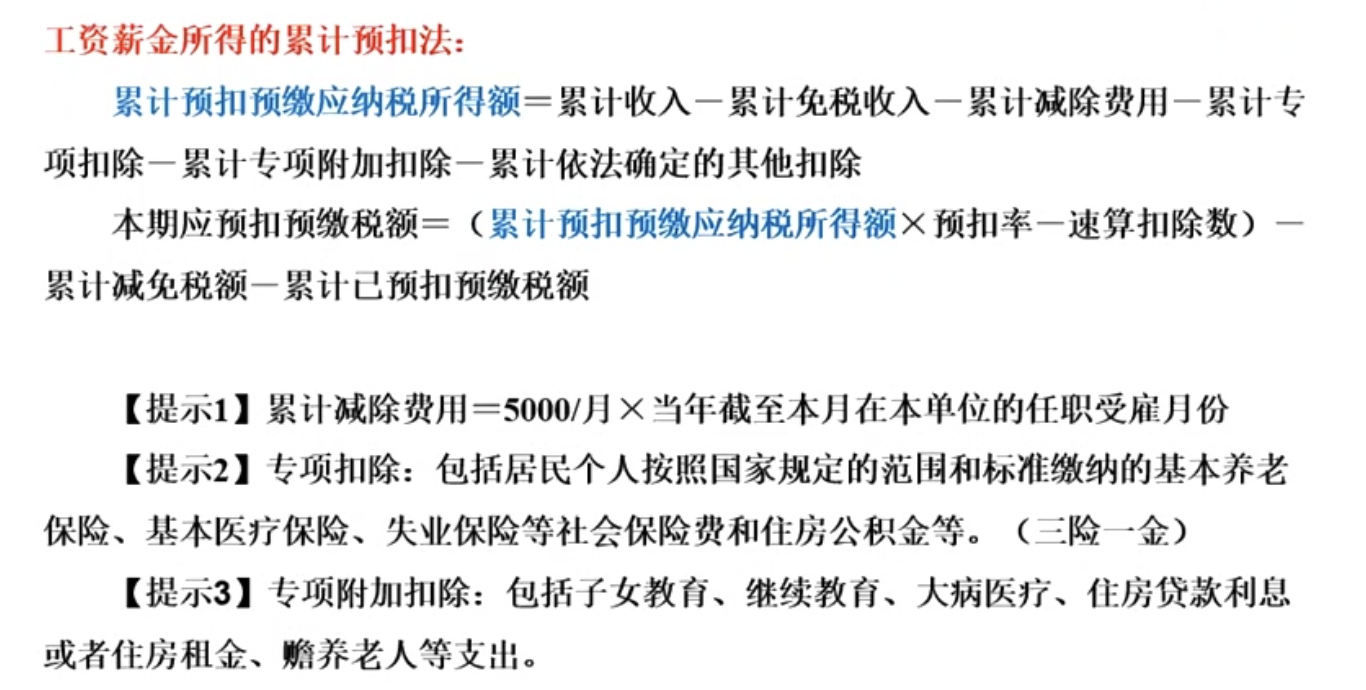 工资薪金所得的累计预扣法：
累计预扣预缴应纳税所得额＝累计收入－累计免税收入－累计减除费用－累计专
项扣除－累计专项附加扣除－累计依法确定的其他扣除
本期应预扣预缴税额＝（累计预扣预缴应纳税所得额×预扣率－速算扣除数）－
累计减免税额－累计已预扣预缴税额
【提示1】累计减除费用＝5000/月×当年截至本月在本单位的任职受雇月份
【提示2】专项扣除：包括居民个人按照国家规定的范围和标准缴纳的基本养老
保险、基本医疗保险、失业保险等社会保险费和住房公积金等。（三险一金）
【提示3】专项附加扣除：包括子女教育、继续教育、大病医疗、住房贷款利息
或者住房租金、赡养老人等支出。